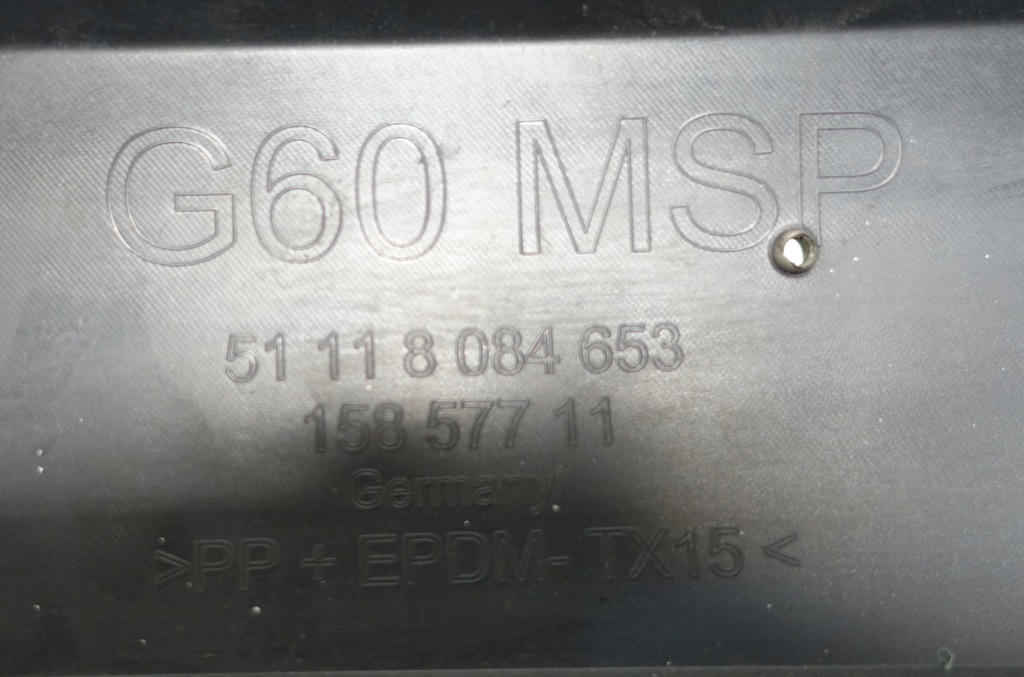 G60 MSP
51 11 8 084 653
158 577 11
Germany
>PP + EPDM- TX15<